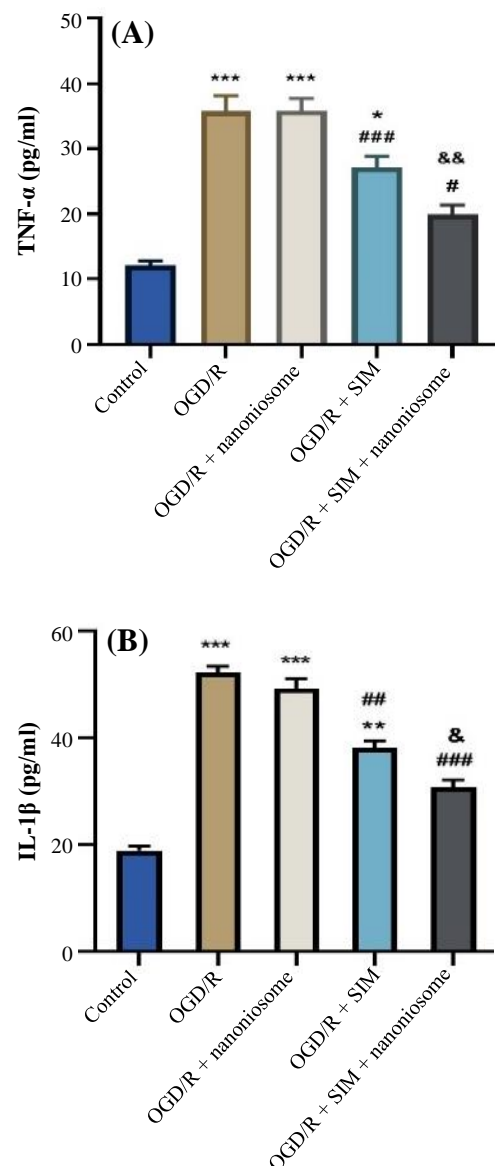 (A)
TNF-α (pg/ml)
50
40
30
20
10
0
***
***
*
###
&&
#
Control
OGD/R
OGD/R + nanoniosome
OGD/R + SIM
OGD/R + SIM + nanoniosome
(B)
IL-1β (pg/ml)
60
40
20
0
***
***
##
**
&
###
Control
OGD/R
OGD/R + nanoniosome
OGD/R + SIM
OGD/R + SIM + nanoniosome